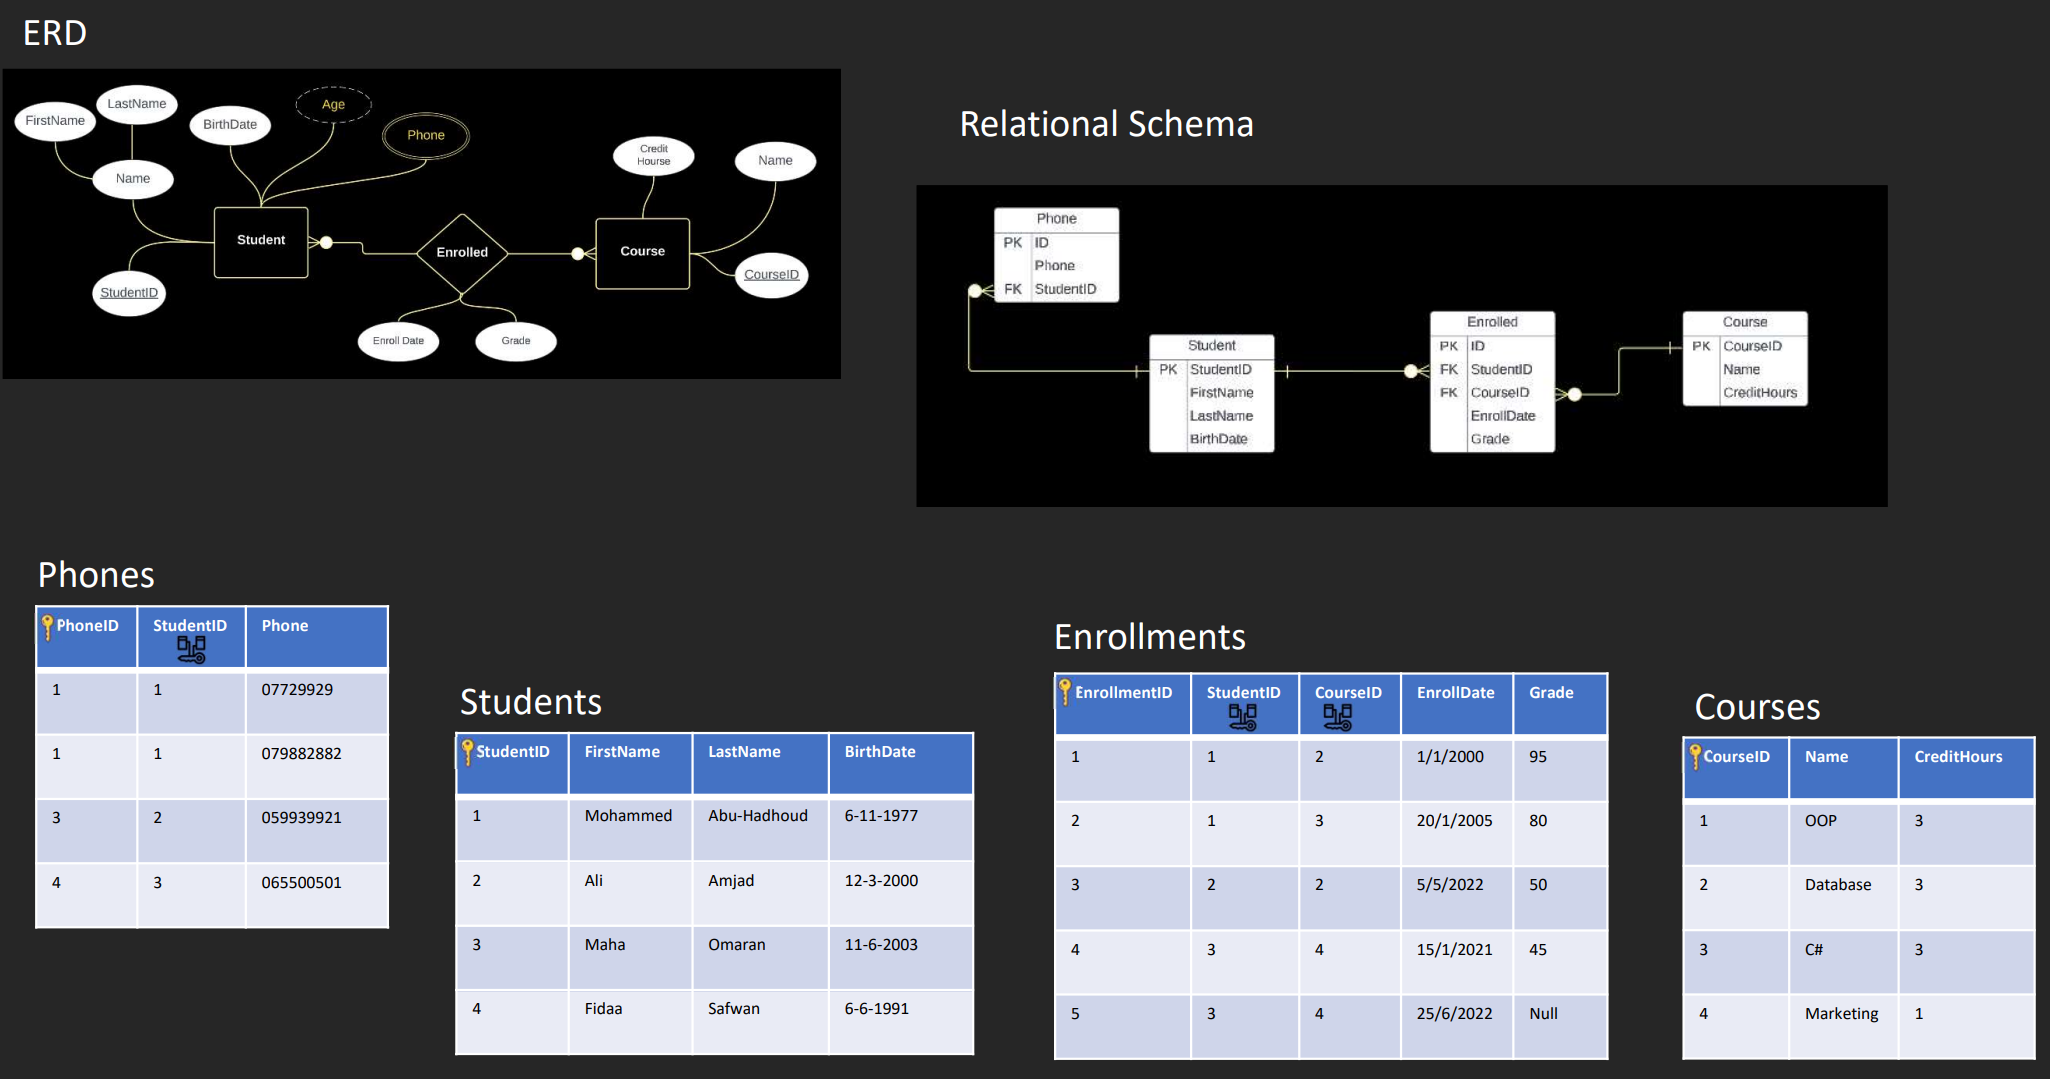 ERD
FirstName
LastName
BirthDate
Age
Phone
Name
StudentID
Student
Enrolled
Enroll Date
Grade
Credit
Hourse
Name
Course
CourseID
Relational Schema
Phone
PK ID
Phone
FK StudentID
Student
PK StudentID
FirstName
LastName
BirthDate
Enrolled
PK ID
FK StudentID
FK CourseID
EnrollDate
Grade
Course
PK CourseID
Name
CreditHours
Phones
PhoneID StudentID Phone
1 1 07729929
1 1 079882882
3 2 059939921
4 3 065500501
Students
StudentID FirstName LastName BirthDate
1 Mohammed Abu-Hadhoud 6-11-1977
2 Ali Amjad 12-3-2000
3 Maha Omaran 11-6-2003
4 Fidaa Safwan 6-6-1991
Enrollments
EnrollmentID StudentID CourseID EnrollDate Grade
1 1 2 1/1/2000 95
2 1 3 20/1/2005 80
3 2 2 5/5/2022 50
4 3 4 15/1/2021 45
5 3 4 25/6/2022 Null
Courses
CourseID Name CreditHours
1 OOP 3
2 Database 3
3 C# 3
4 Marketing 1